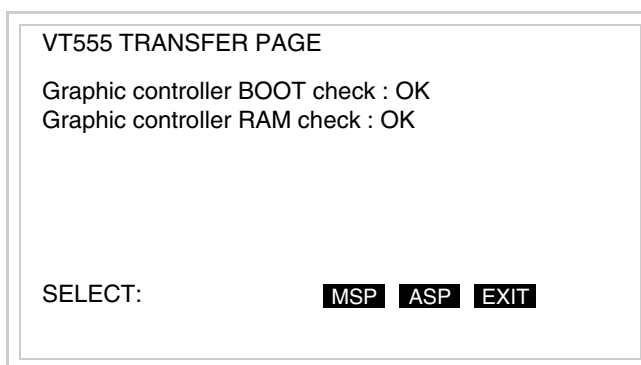 VT555 TRANSFER PAGE
Graphic controller BOOT check : OK
Graphic controller RAM check : OK
SELECT: MSP ASP EXIT